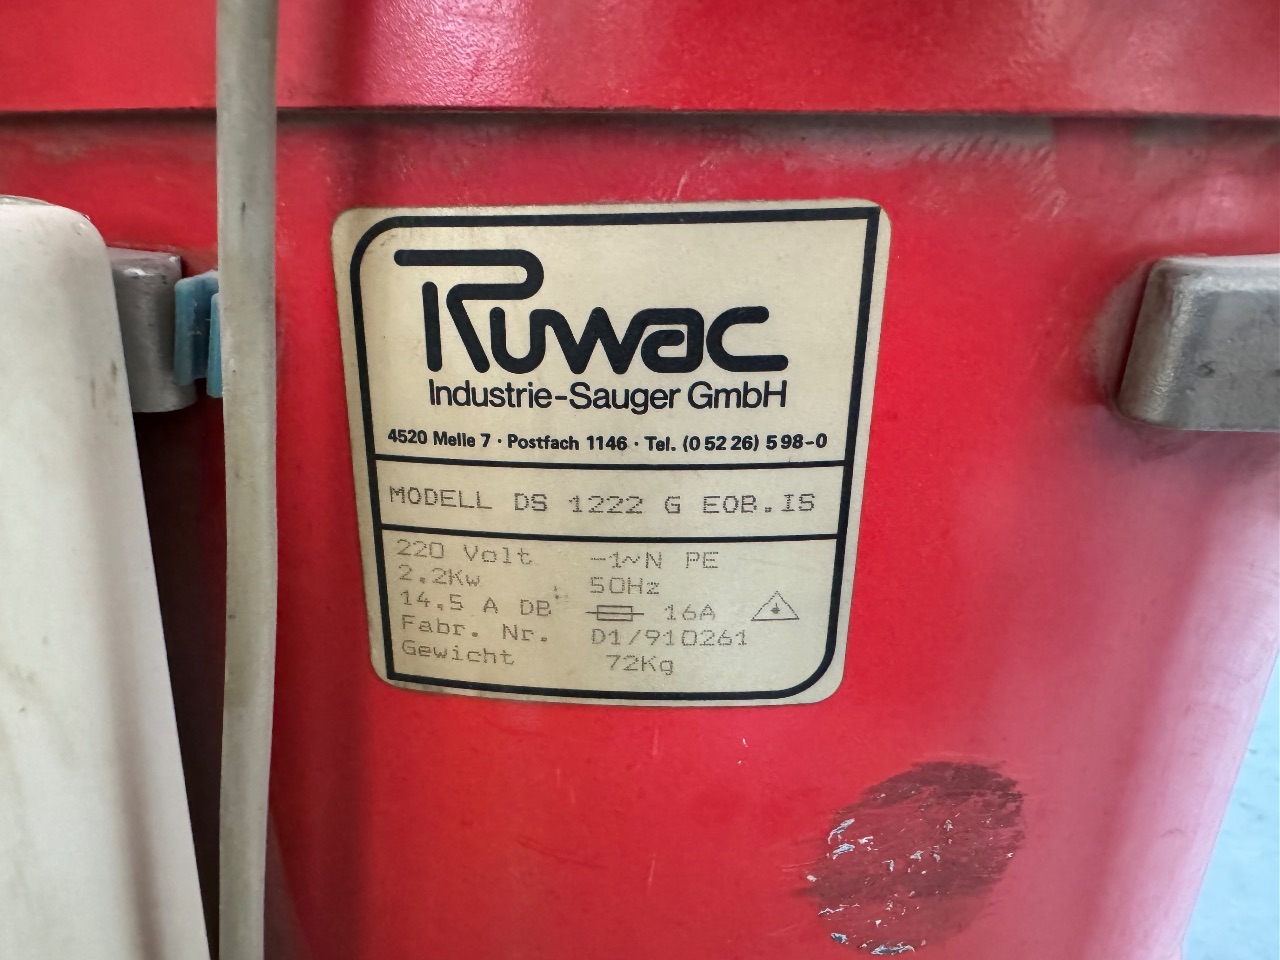 Ruwac
Industrie-Sauger GmbH
4520 Melle 7 · Postfach 1146 · Tel. (0 52 26) 5 98-0
MODELL DS 1222 G EOB.IS
220 Volt -1~N PE
2.2Kw 50Hz
14,5 A DB 16A
Fabr. Nr. D1/910261
Gewicht 72Kg